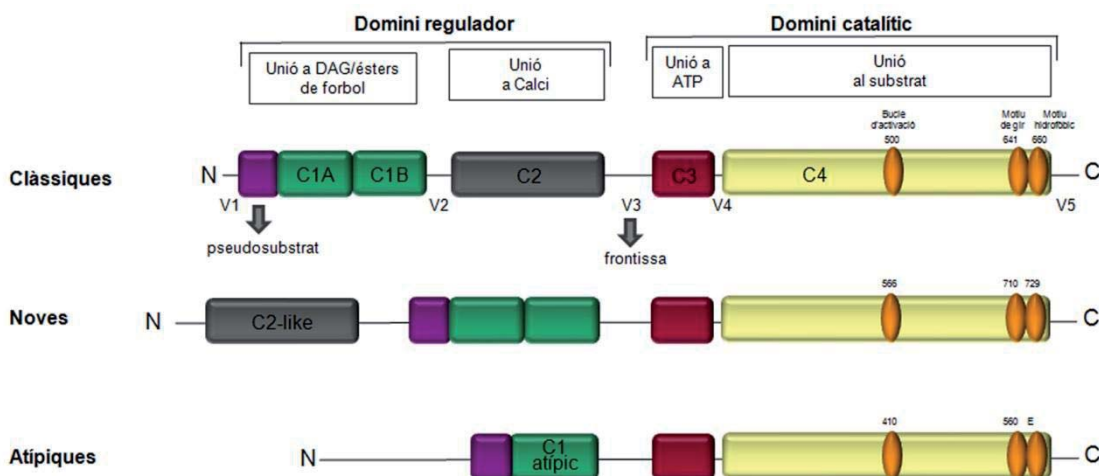 Domini regulador
Domini catalític
Unió a DAG/ésters
de forbol
Unió
a Calci
Unió a
ATP
Unió
al substrat
Bucle
d'activació
500
Motiu
de gir
641
Motiu
hidrofòbic
660
Clàssiques
N
C1A
C1B
C2
C3
C4
C
V1
V2
V3
V4
V5
pseudosubstrat
frontissa
Noves
N
C2-like
566
710
729
C
Atípiques
N
C1
atípic
410
560
E
C